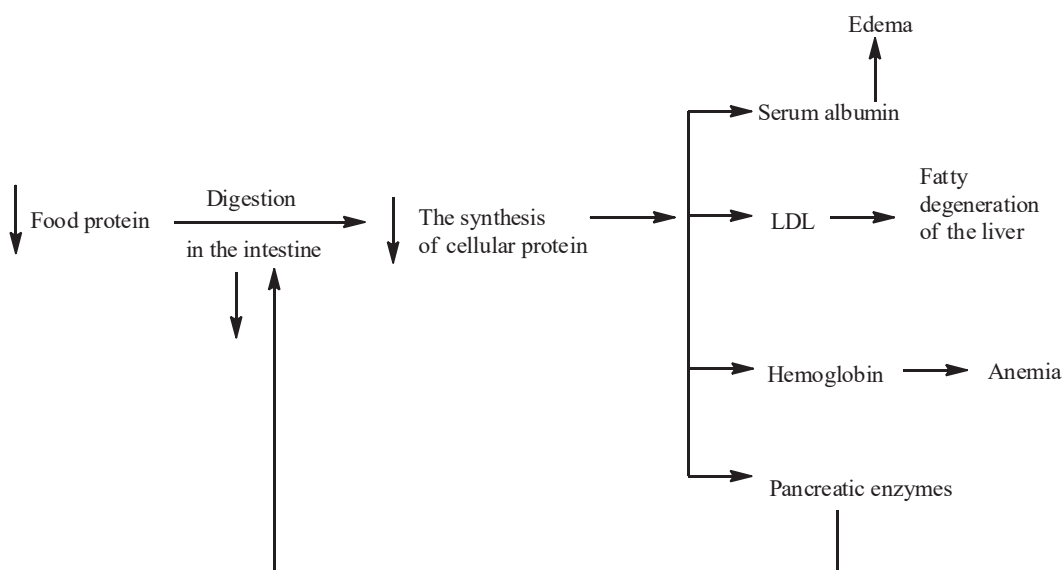 Edema
Serum albumin
Digestion
Food protein
in the intestine
The synthesis
of cellular protein
LDL
Fatty
degeneration
of the liver
Hemoglobin
Anemia
Pancreatic enzymes